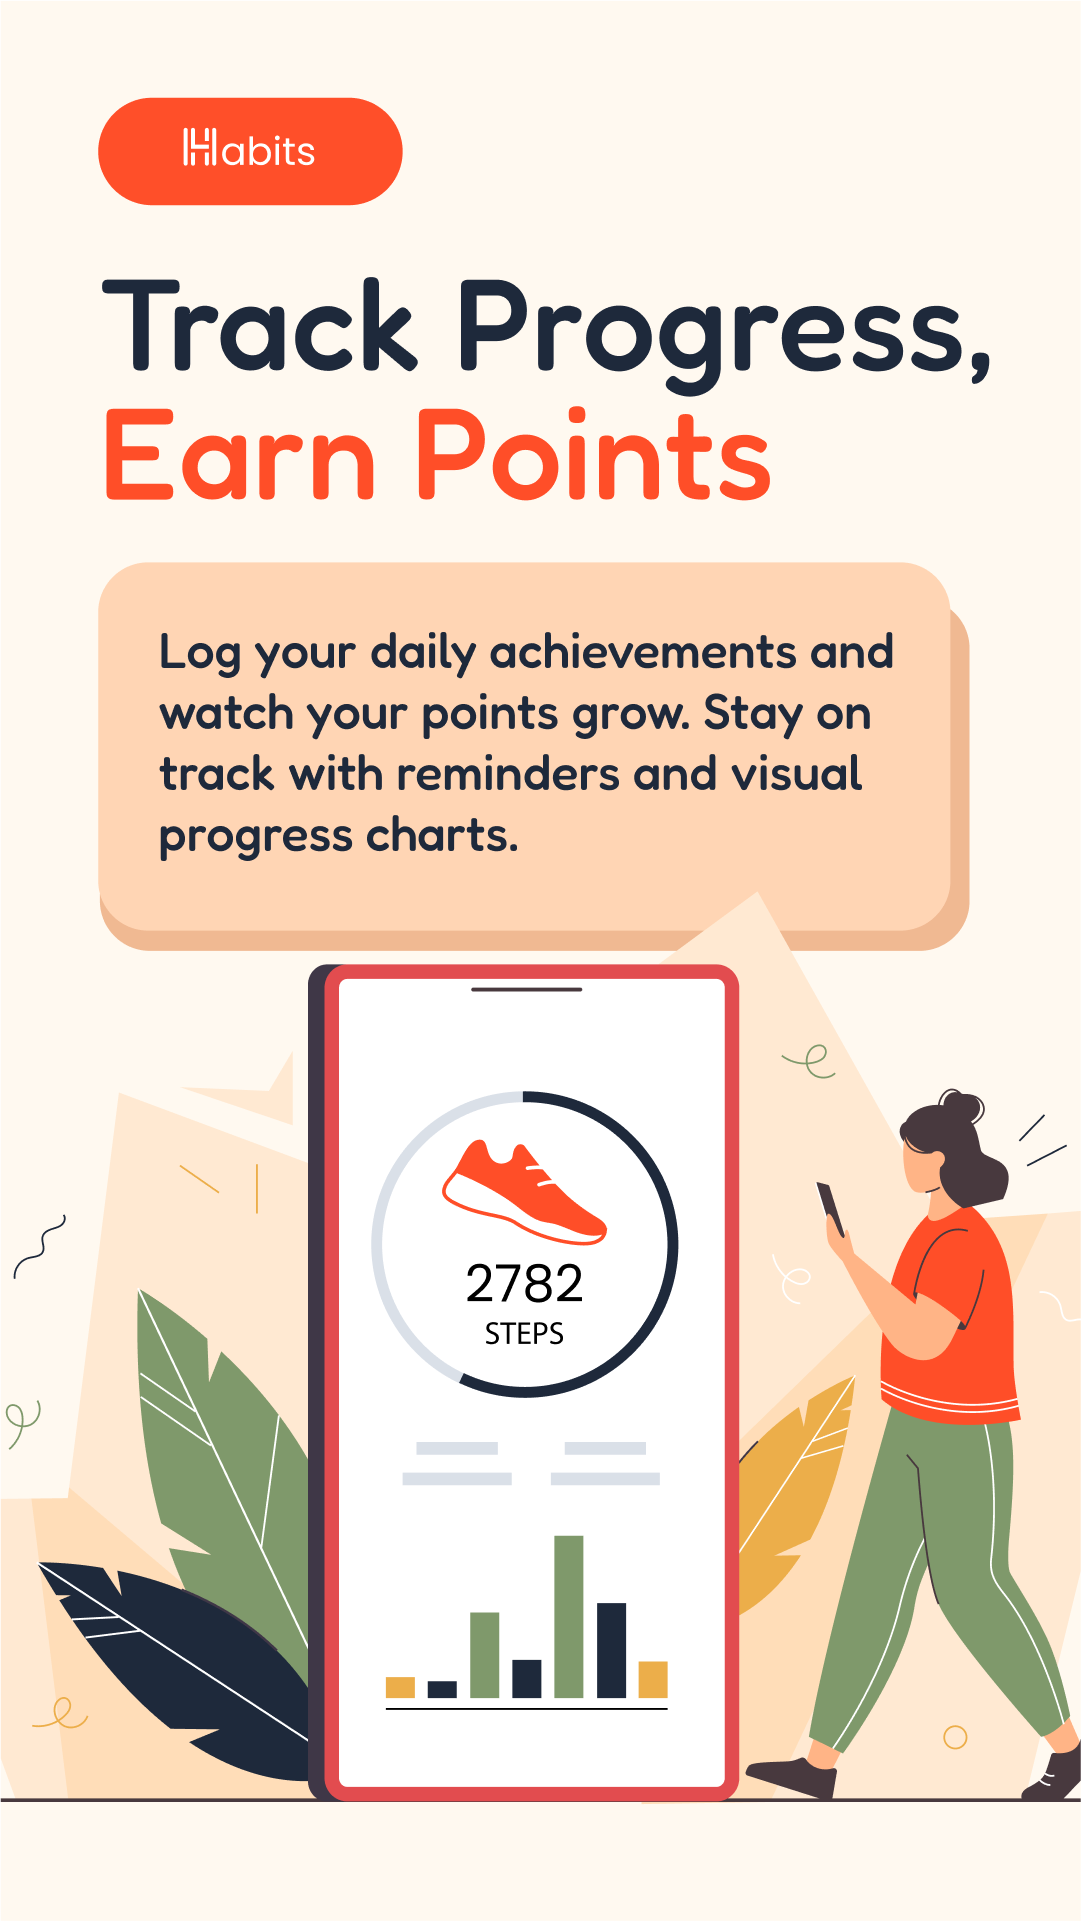 Habits
Track Progress,
Earn Points
Log your daily achievements and
watch your points grow. Stay on
track with reminders and visual
progress charts.
2782
STEPS